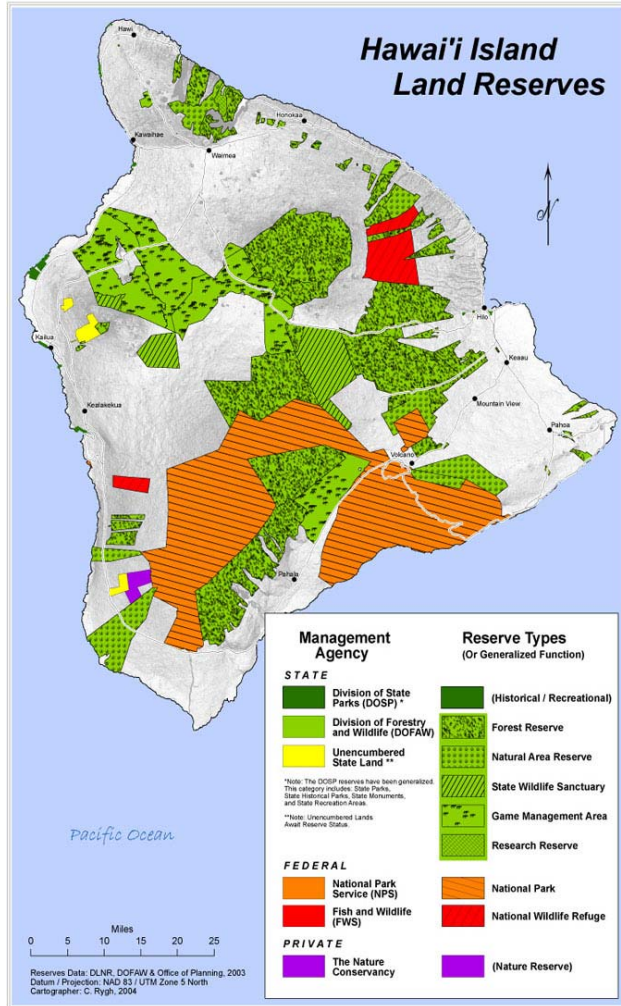 Hawai'i Island
Land Reserves
Hawi
Honokaa
Kawaihae
Waimea
N
Hilo
Kailua
Keaau
Kealakekua
Mountain View
Pahoa
Volcano
Pahala
Pacific Ocean
Management
Agency
Reserve Types
(Or Generalized Function)
STATE
Division of State
Parks (DOSP) *
(Historical / Recreational)
Division of Forestry
and Wildlife (DOFAW)
Forest Reserve
Unencumbered
State Land **
Natural Area Reserve
*Note: The DOSP reserves have been generalized.
This category includes: State Parks,
State Historical Parks, State Monuments,
and State Recreation Areas.
**Note: Unencumbered Lands
Await Reserve Status.
State Wildlife Sanctuary
Game Management Area
Research Reserve
FEDERAL
National Park
Service (NPS)
National Park
Fish and Wildlife
(FWS)
National Wildlife Refuge
PRIVATE
The Nature
Conservancy
(Nature Reserve)
Miles
0 5 10 15 20 25
Reserves Data: DLNR, DOFAW & Office of Planning, 2003
Datum / Projection: NAD 83 / UTM Zone 5 North
Cartographer: C. Rygh, 2004